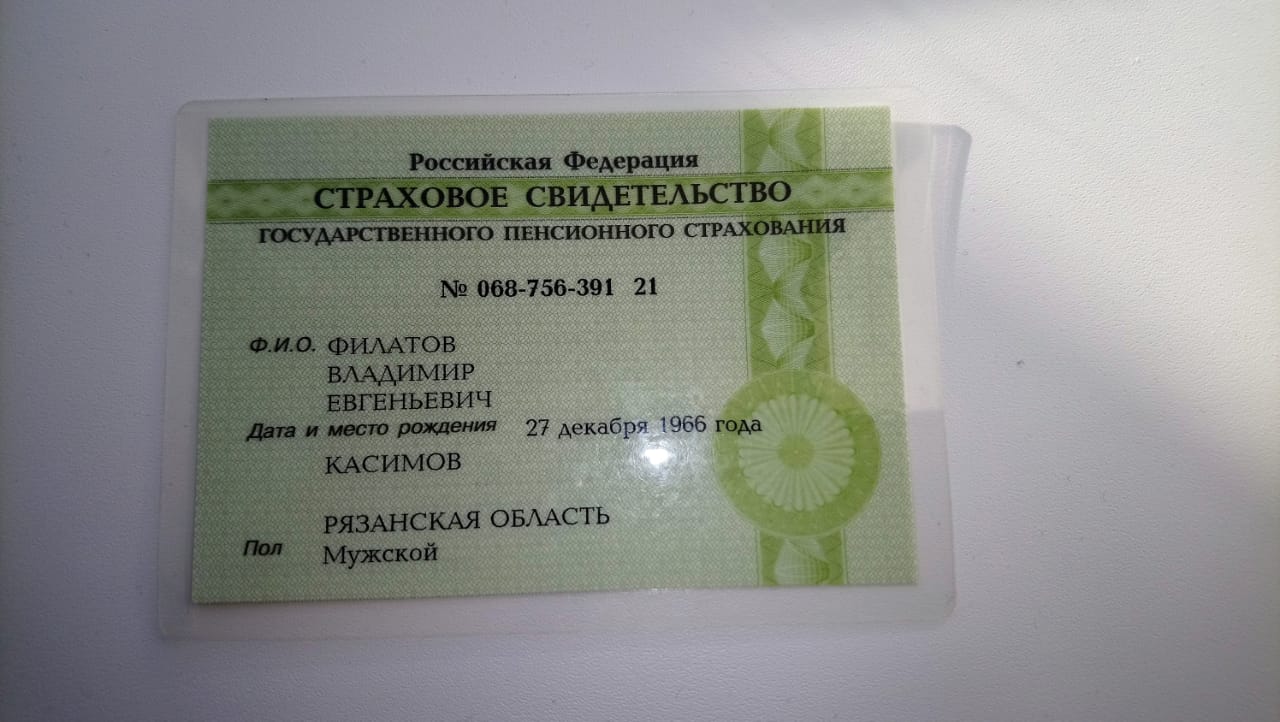 Российская Федерация
СТРАХОВОЕ СВИДЕТЕЛЬСТВО
ГОСУДАРСТВЕННОГО ПЕНСИОННОГО СТРАХОВАНИЯ
№ 068-756-391 21
Ф.И.О. ФИЛАТОВ
ВЛАДИМИР
ЕВГЕНЬЕВИЧ
Дата и место рождения 27 декабря 1966 года
КАСИМОВ
РЯЗАНСКАЯ ОБЛАСТЬ
Пол Мужской